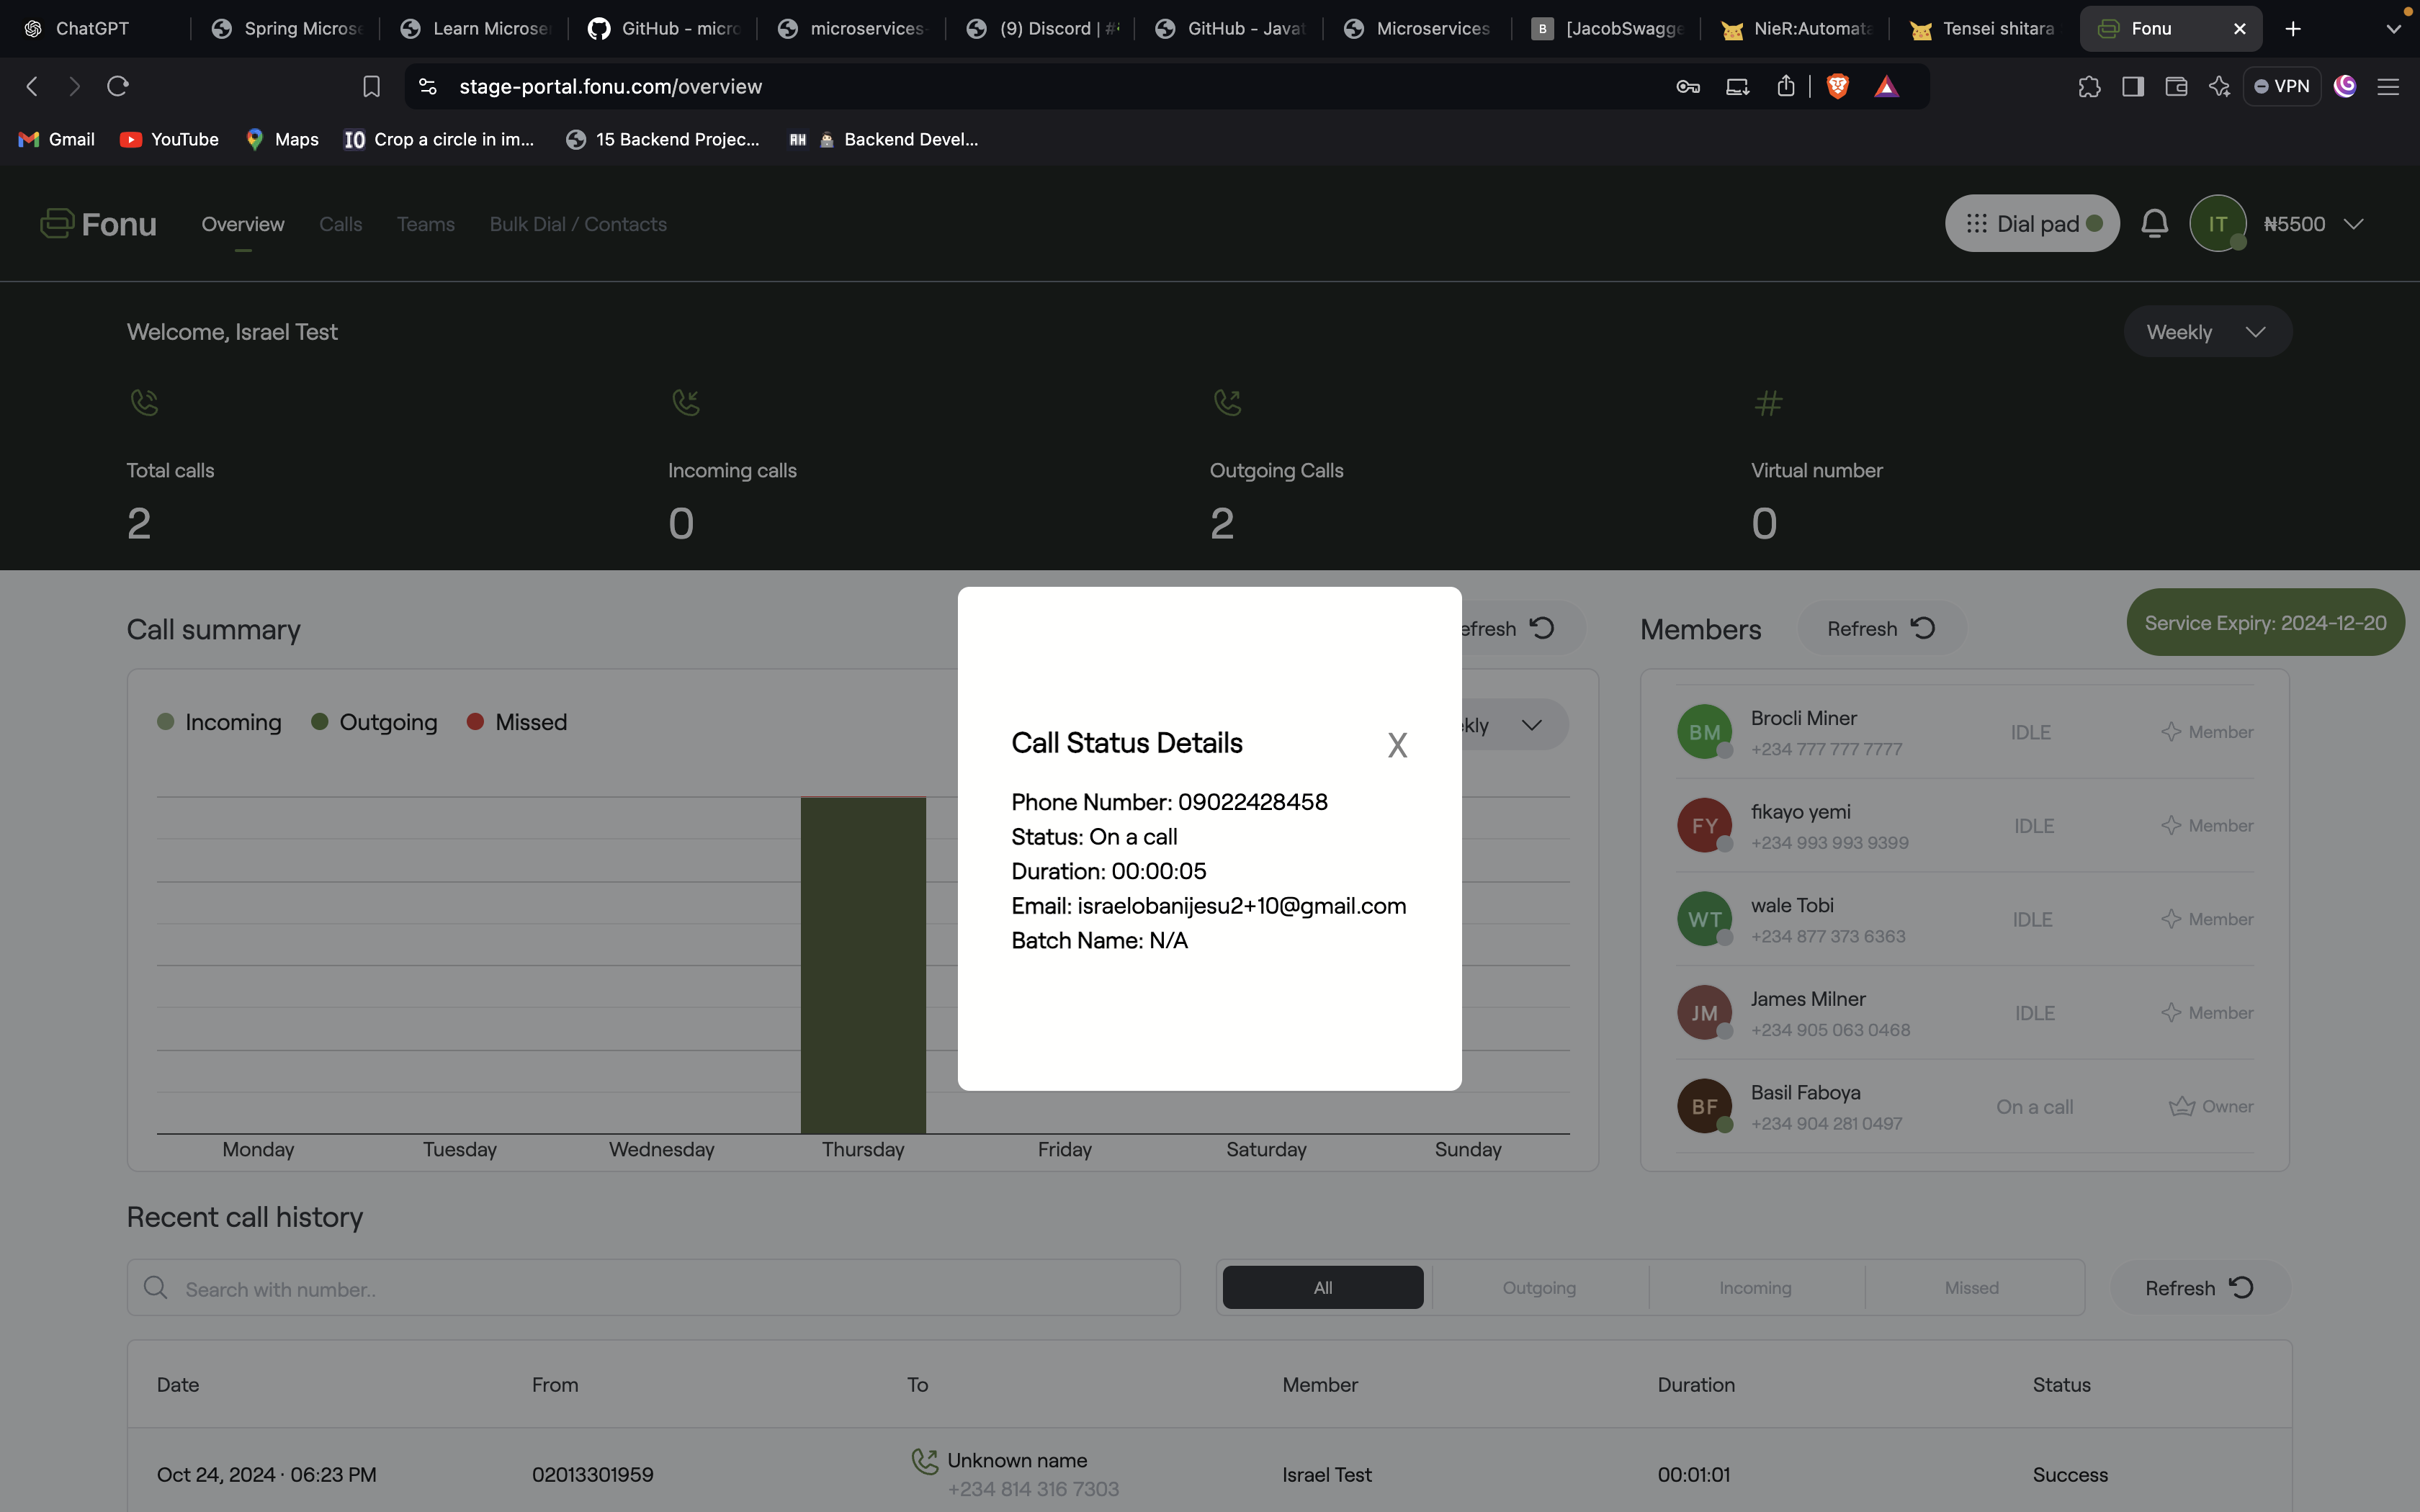 ChatGPT
Spring Microse
Learn Microse
GitHub - micro
microservices-
(9) Discord | #
GitHub - Javat
Microservices
B [JacobSwagge
NieR:Automata
Tensei shitara
Fonu
stage-portal.fonu.com/overview
VPN
Gmail
YouTube
Maps
IO Crop a circle in im...
15 Backend Projec...
AH Backend Devel...
Fonu
Overview
Calls
Teams
Bulk Dial / Contacts
Dial pad
IT
₦5500
Welcome, Israel Test
Weekly
Total calls
2
Incoming calls
0
Outgoing Calls
2
Virtual number
0
Call summary
efresh
Incoming
Outgoing
Missed
kly
Monday
Tuesday
Wednesday
Thursday
Friday
Saturday
Sunday
Call Status Details
X
Phone Number: 09022428458
Status: On a call
Duration: 00:00:05
Email: israelobanijesu2+10@gmail.com
Batch Name: N/A
Members
Refresh
Service Expiry: 2024-12-20
BM
Brocli Miner
+234 777 777 7777
IDLE
Member
FY
fikayo yemi
+234 993 993 9399
IDLE
Member
WT
wale Tobi
+234 877 373 6363
IDLE
Member
JM
James Milner
+234 905 063 0468
IDLE
Member
BF
Basil Faboya
+234 904 281 0497
On a call
Owner
Recent call history
Search with number..
All
Outgoing
Incoming
Missed
Refresh
Date
From
To
Member
Duration
Status
Oct 24, 2024 · 06:23 PM
02013301959
Unknown name
+234 814 316 7303
Israel Test
00:01:01
Success